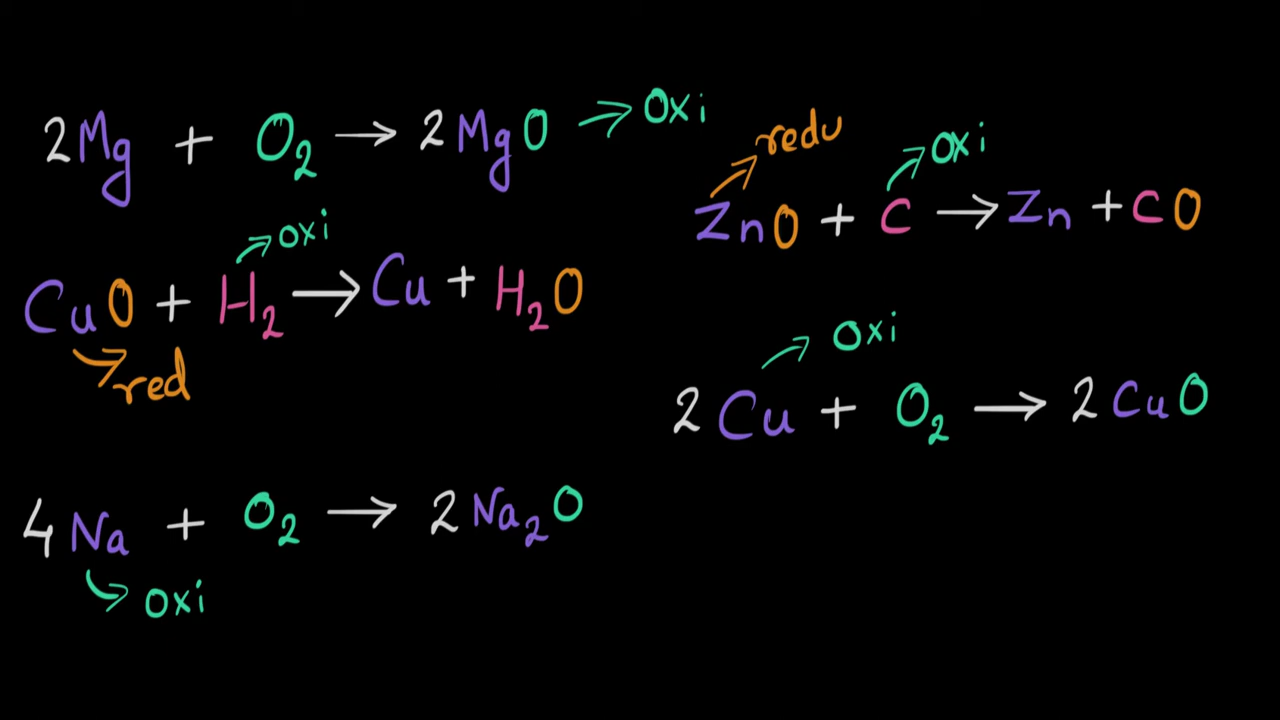 2Mg + O₂ → 2MgO → oxi
oxi
CuO + H₂ → Cu + H₂O
red
4Na + O₂ → 2Na₂O
oxi
redu
oxi
ZnO + C → Zn + CO
oxi
2Cu + O₂ → 2CuO